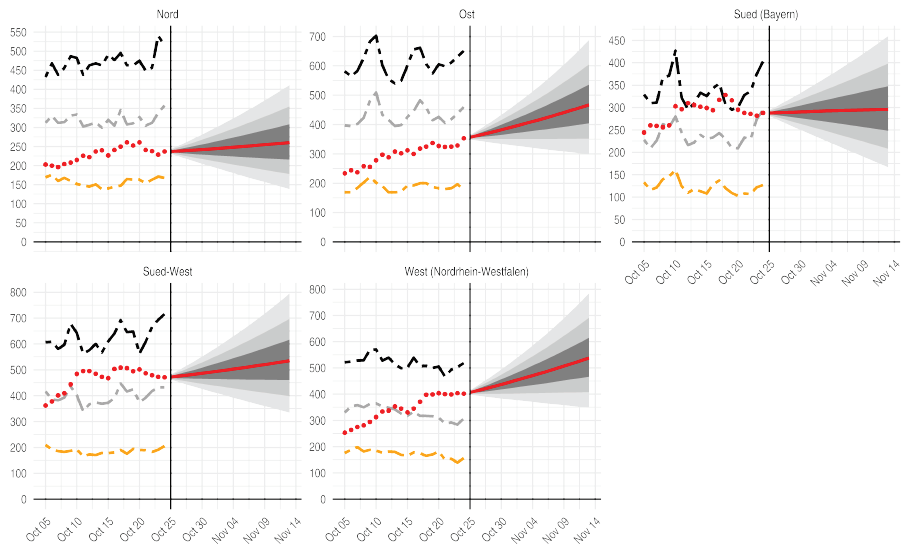 Nord
550
500
450
400
350
300
250
200
150
100
50
0
Ost
700
600
500
400
300
200
100
0
Sued (Bayern)
450
400
350
300
250
200
150
100
50
0
Oct 05
Oct 10
Oct 15
Oct 20
Oct 25
Oct 30
Nov 04
Nov 09
Nov 14
Sued-West
800
700
600
500
400
300
200
100
0
Oct 05
Oct 10
Oct 15
Oct 20
Oct 25
Oct 30
Nov 04
Nov 09
Nov 14
West (Nordrhein-Westfalen)
800
700
600
500
400
300
200
100
0
Oct 05
Oct 10
Oct 15
Oct 20
Oct 25
Oct 30
Nov 04
Nov 09
Nov 14